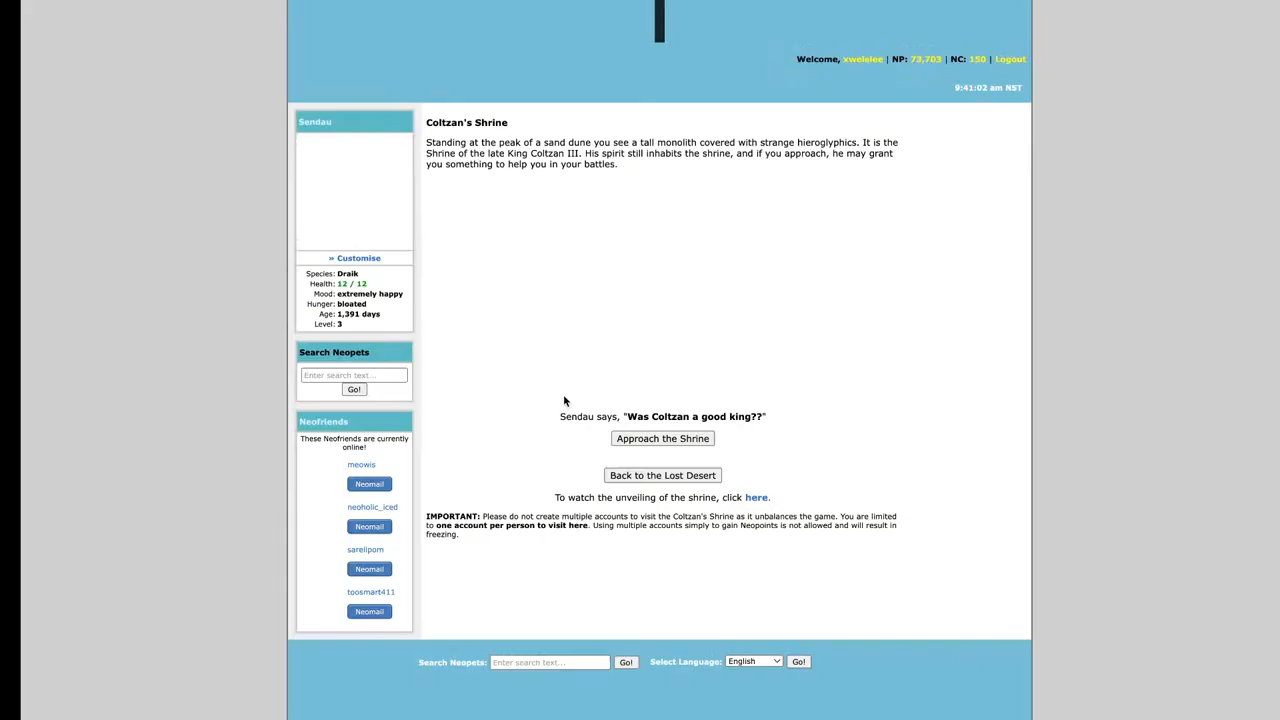 Welcome, xwelelee | NP: 73,703 | NC: 150 | Logout
9:41:02 am NST
Sendau
» Customise
Species: Draik
Health: 12 / 12
Mood: extremely happy
Hunger: bloated
Age: 1,391 days
Level: 3
Search Neopets
Enter search text...
Go!
Neofriends
These Neofriends are currently
online!
meowis
Neomail
neoholic_iced
Neomail
sarelipom
Neomail
toosmart411
Neomail
Coltzan's Shrine
Standing at the peak of a sand dune you see a tall monolith covered with strange hieroglyphics. It is the
Shrine of the late King Coltzan III. His spirit still inhabits the shrine, and if you approach, he may grant
you something to help you in your battles.
Sendau says, "Was Coltzan a good king??"
Approach the Shrine
Back to the Lost Desert
To watch the unveiling of the shrine, click here.
IMPORTANT: Please do not create multiple accounts to visit the Coltzan's Shrine as it unbalances the game. You are limited
to one account per person to visit here. Using multiple accounts simply to gain Neopoints is not allowed and will result in
freezing.
Search Neopets: Enter search text... Go! Select Language: English Go!